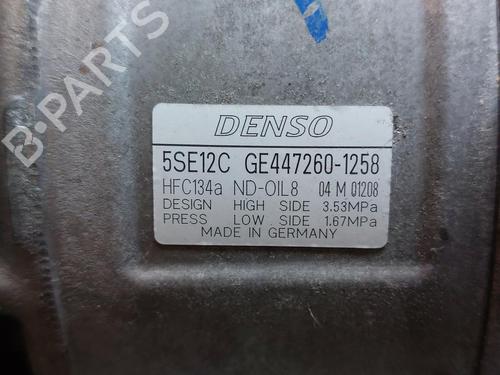 DENSO
5SE12C GE447260-1258
HFC134a ND-OIL8 04 M 01208
DESIGN HIGH SIDE 3.53MPa
PRESS LOW SIDE 1.67MPa
MADE IN GERMANY
B-PARTS